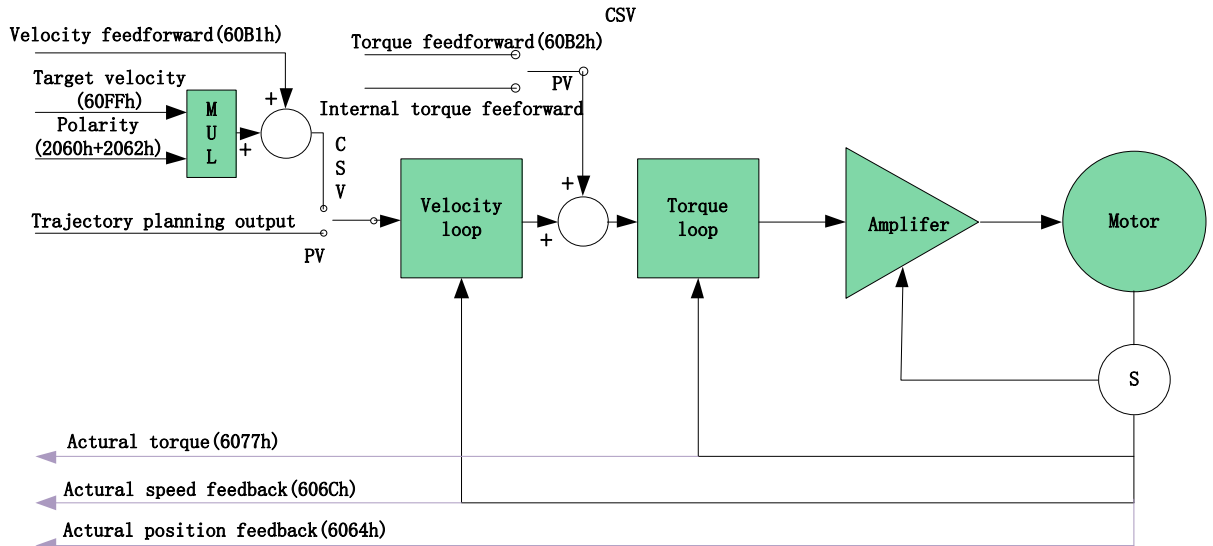 CSV
Velocity feedforward(60B1h)
Torque feedforward(60B2h)
Target velocity
(60FFh)
PV
Internal torque feeforward
Polarity
(2060h+2062h)
M
U
L
+
+
C
S
V
Trajectory planning output
PV
Velocity
loop
+
+
Torque
loop
Amplifer
Motor
S
Actural torque(6077h)
Actural speed feedback(606Ch)
Actural position feedback(6064h)